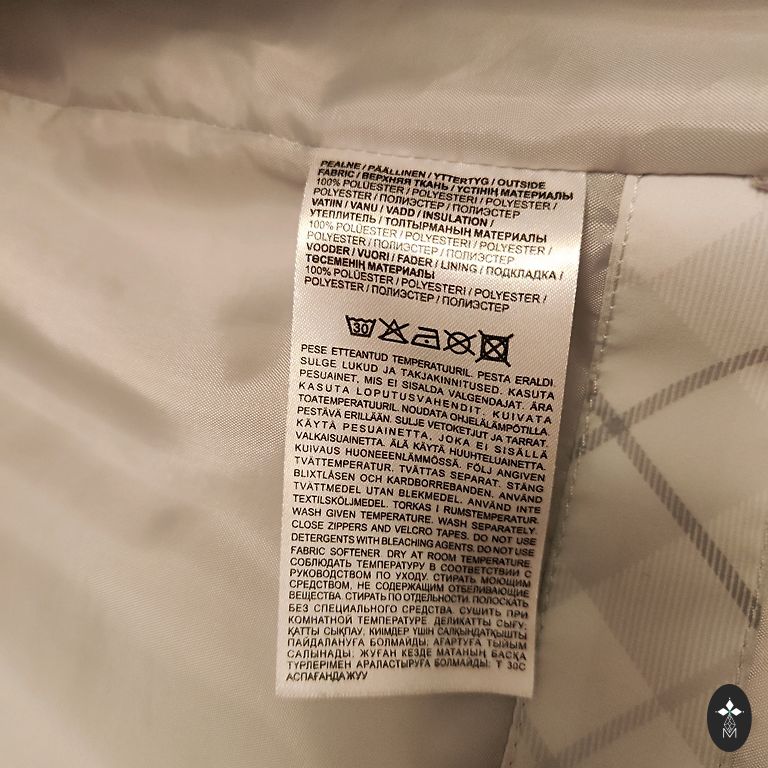 PEALNE / PÄÄLLINEN / YTTERTYG / OUTSIDE
FABRIC / ВЕРХНЯЯ ТКАНЬ / ҮСТІНІҢ МАТЕРИАЛЫ
100% POLÜESTER / POLYESTERI / POLYESTER /
POLYESTER / ПОЛИЭСТЕР / ПОЛИЭСТЕР
VATIIN / VANU / VADD / INSULATION /
УТЕПЛИТЕЛЬ / ТОЛТЫРМАНЫҢ МАТЕРИАЛЫ
100% POLÜESTER / POLYESTERI / POLYESTER /
POLYESTER / ПОЛИЭСТЕР / ПОЛИЭСТЕР
VOODER / VUORI / FADER / LINING / ПОДКЛАДКА /
ТӨСЕМЕНІҢ МАТЕРИАЛЫ
100% POLÜESTER / POLYESTERI / POLYESTER /
POLYESTER / ПОЛИЭСТЕР / ПОЛИЭСТЕР
30
PESE ETTEANTUD TEMPERATUURIL. PESTA ERALDI.
SULGE LUKUD JA TAKJAKINNITUSED. KASUTA
PESUAINET, MIS EI SISALDA VALGENDAJAT. ÄRA
KASUTA LOPUTUSVAHENDIT. KUIVATA
TOATEMPERATUURIL. NOUDATA OHJELÄMPÖTILLA.
PESTÄVÄ ERILLÄÄN. SULJE VETOKETJUT JA TARRAT.
KÄYTÄ PESUAINETTA, JOKA EI SISÄLLÄ
VALKAISUAINETTA. ÄLÄ KÄYTÄ HUUHTELUAINETTA.
KUIVAUS HUONEEENLÄMMÖSSÄ. FÖLJ ANGIVEN
TVÄTTEMPERATUR. TVÄTTAS SEPARAT. STÄNG
BLIXTLÅSEN OCH KARDBORREBANDEN. ANVÄND
TVÄTTMEDEL UTAN BLEKMEDEL. ANVÄND INTE
TEXTILSKÖLJMEDEL. TORKAS I RUMSTEMPERATUR.
WASH GIVEN TEMPERATURE. WASH SEPARATELY.
CLOSE ZIPPERS AND VELCRO TAPES. DO NOT USE
DETERGENTS WITH BLEACHING AGENTS. DO NOT USE
FABRIC SOFTENER. DRY AT ROOM TEMPERATURE.
СОБЛЮДАТЬ ТЕМПЕРАТУРУ В СООТВЕТСТВИИ С
РУКОВОДСТВОМ ПО УХОДУ. СТИРАТЬ МОЮЩИМ
СРЕДСТВОМ, НЕ СОДЕРЖАЩИМ ОТБЕЛИВАЮЩИЕ
ВЕЩЕСТВА. СТИРАТЬ ПО ОТДЕЛЬНОСТИ. ПОЛОСКАТЬ
БЕЗ СПЕЦИАЛЬНОГО СРЕДСТВА. СУШИТЬ ПРИ
КОМНАТНОЙ ТЕМПЕРАТУРЕ. ДЕЛИКАТТЫ СЫҒУ;
ҚАТТЫ СЫҚПАУ, КИІМДЕР ҮШІН САЛҚЫНДАТҚЫШТЫ
ПАЙДАЛАНУҒА БОЛМАЙДЫ; АҒАРТУҒА ТЫЙЫМ
САЛЫНАДЫ; ЖУҒАН КЕЗДЕ МАТАНЫҢ БАСҚА
ТҮРЛЕРІМЕН АРАЛАСТЫРУҒА БОЛМАЙДЫ; Т 30С
АСПАҒАНДА ЖУУ
M